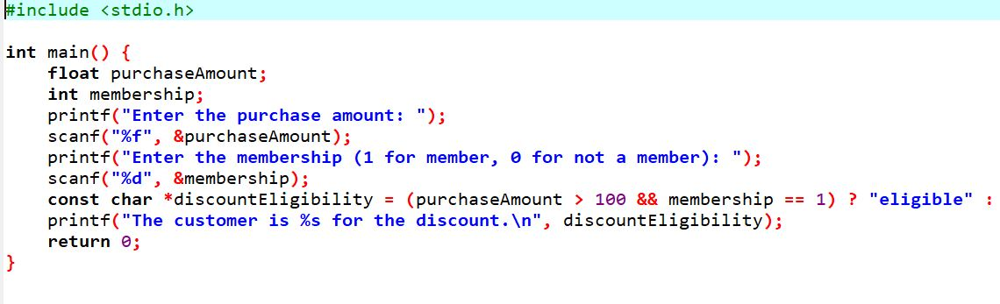 #include <stdio.h>
int main() {
float purchaseAmount;
int membership;
printf("Enter the purchase amount: ");
scanf("%f", &purchaseAmount);
printf("Enter the membership (1 for member, 0 for not a member): ");
scanf("%d", &membership);
const char *discountEligibility = (purchaseAmount > 100 && membership == 1) ? "eligible" :
printf("The customer is %s for the discount.\n", discountEligibility);
return 0;
}